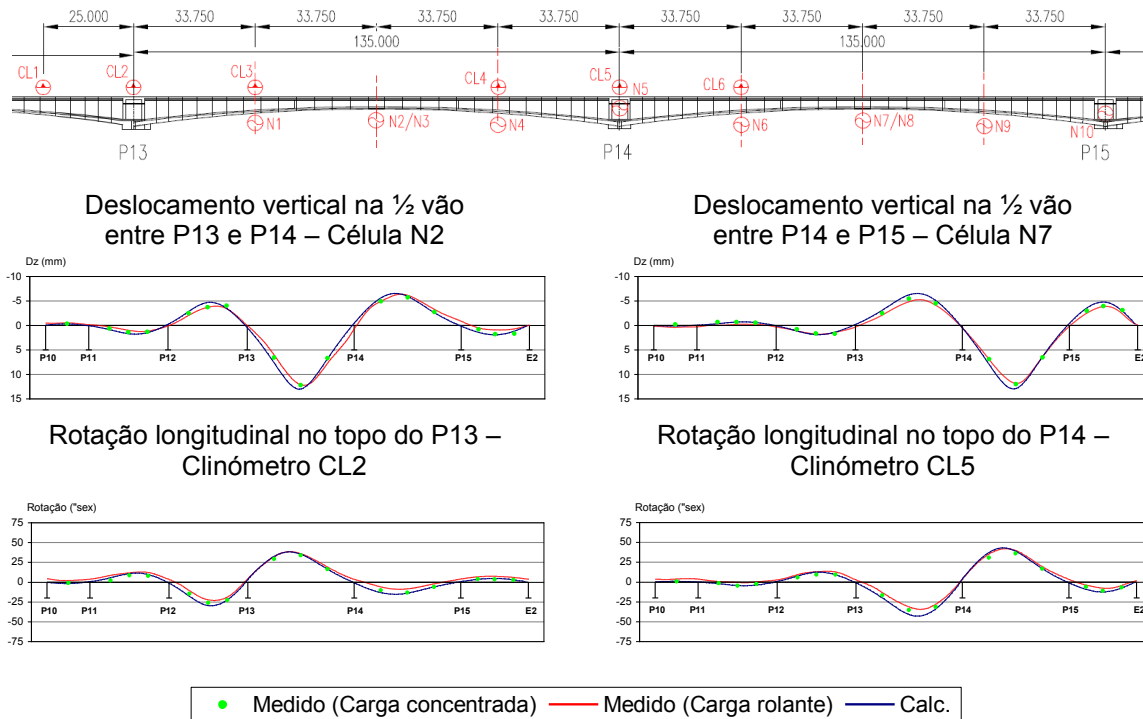 25.000 33.750 33.750 33.750 33.750 33.750 33.750 33.750 33.750
135.000 135.000
CL1 CL2 CL3 CL4 CL5 CL6
N5
N1 N2/N3 N4 N6 N7/N8 N9 N10
P13 P14 P15
Deslocamento vertical na ½ vão
entre P13 e P14 – Célula N2
Dz (mm)
-10
-5
0
5
10
15
P10 P11 P12 P13 P14 P15 E2
Deslocamento vertical na ½ vão
entre P14 e P15 – Célula N7
Dz (mm)
-10
-5
0
5
10
15
P10 P11 P12 P13 P14 P15 E2
Rotação longitudinal no topo do P13 –
Clinómetro CL2
Rotação ("sex)
75
50
25
0
-25
-50
-75
P10 P11 P12 P13 P14 P15 E2
Rotação longitudinal no topo do P14 –
Clinómetro CL5
Rotação ("sex)
75
50
25
0
-25
-50
-75
P10 P11 P12 P13 P14 P15 E2
Medido (Carga concentrada) Medido (Carga rolante) Calc.